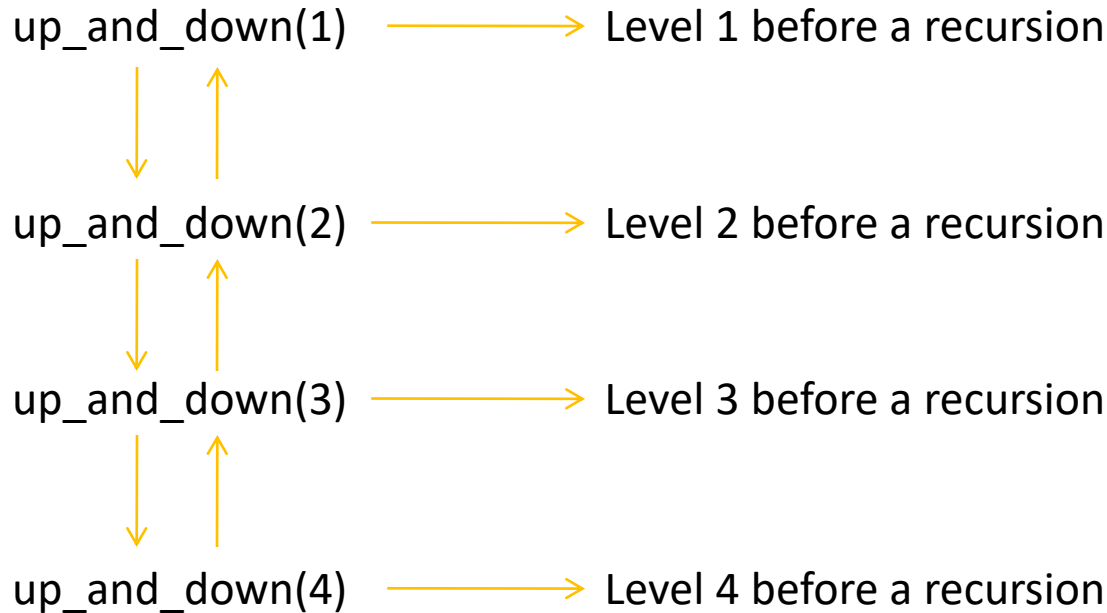 up_and_down(1) Level 1 before a recursion
up_and_down(2) Level 2 before a recursion
up_and_down(3) Level 3 before a recursion
up_and_down(4) Level 4 before a recursion